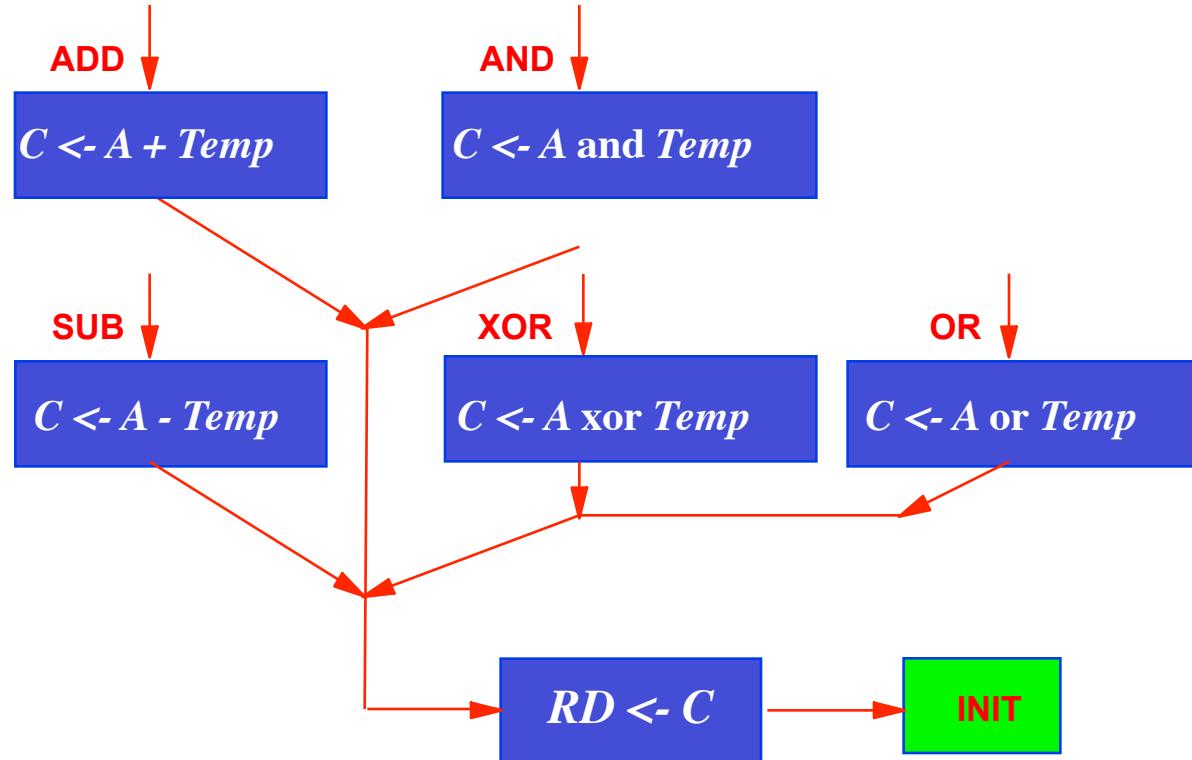 ADD
AND
C <- A + Temp
C <- A and Temp
SUB
XOR
OR
C <- A - Temp
C <- A xor Temp
C <- A or Temp
RD <- C
INIT